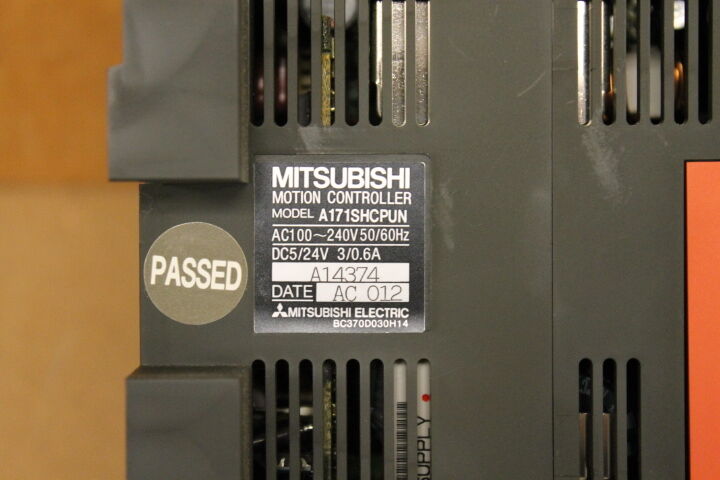 MITSUBISHI
MOTION CONTROLLER
MODEL A171SHCPUN
AC100~240V 50/60Hz
DC5/24V 3/0.6A
A14374
DATE AC 012
MITSUBISHI ELECTRIC
BC370D030H14
PASSED
SUPPLY